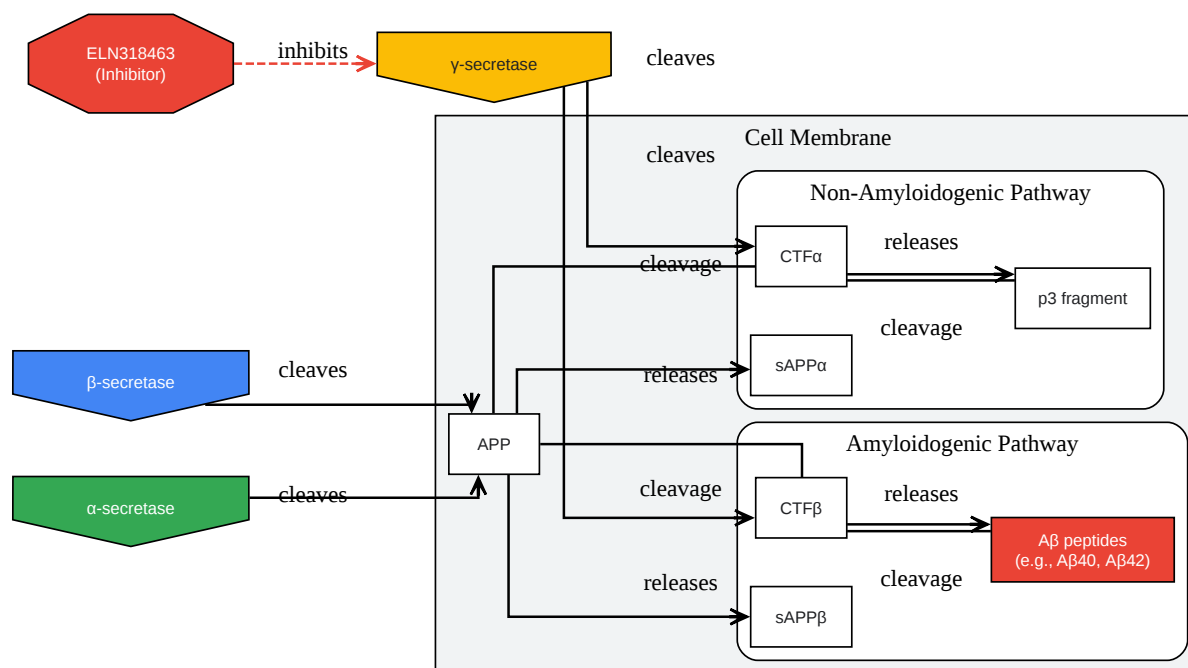 ELN318463
(Inhibitor)
inhibits
γ-secretase
cleaves
Cell Membrane
cleaves
Non-Amyloidogenic Pathway
CTFα
releases
cleavage
p3 fragment
cleavage
sAPPα
releases
β-secretase
cleaves
APP
Amyloidogenic Pathway
α-secretase
cleaves
cleavage
CTFβ
releases
Aβ peptides
(e.g., Aβ40, Aβ42)
cleavage
releases
sAPPβ